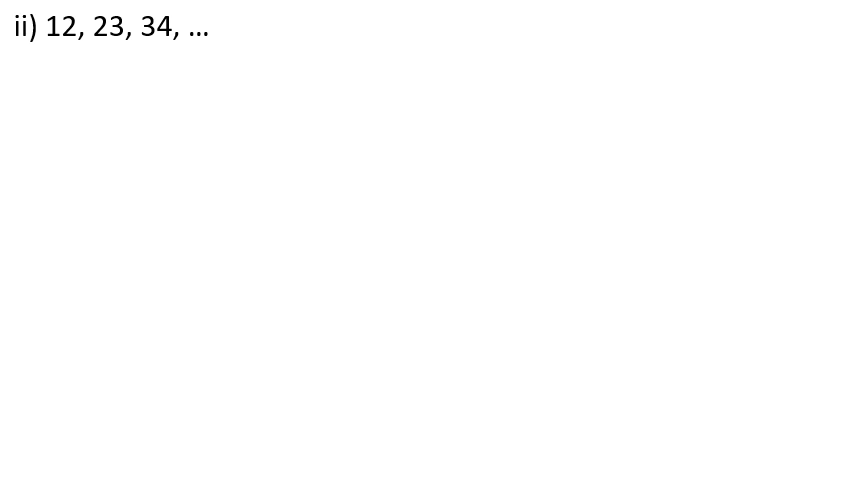 ii) 12, 23, 34, …